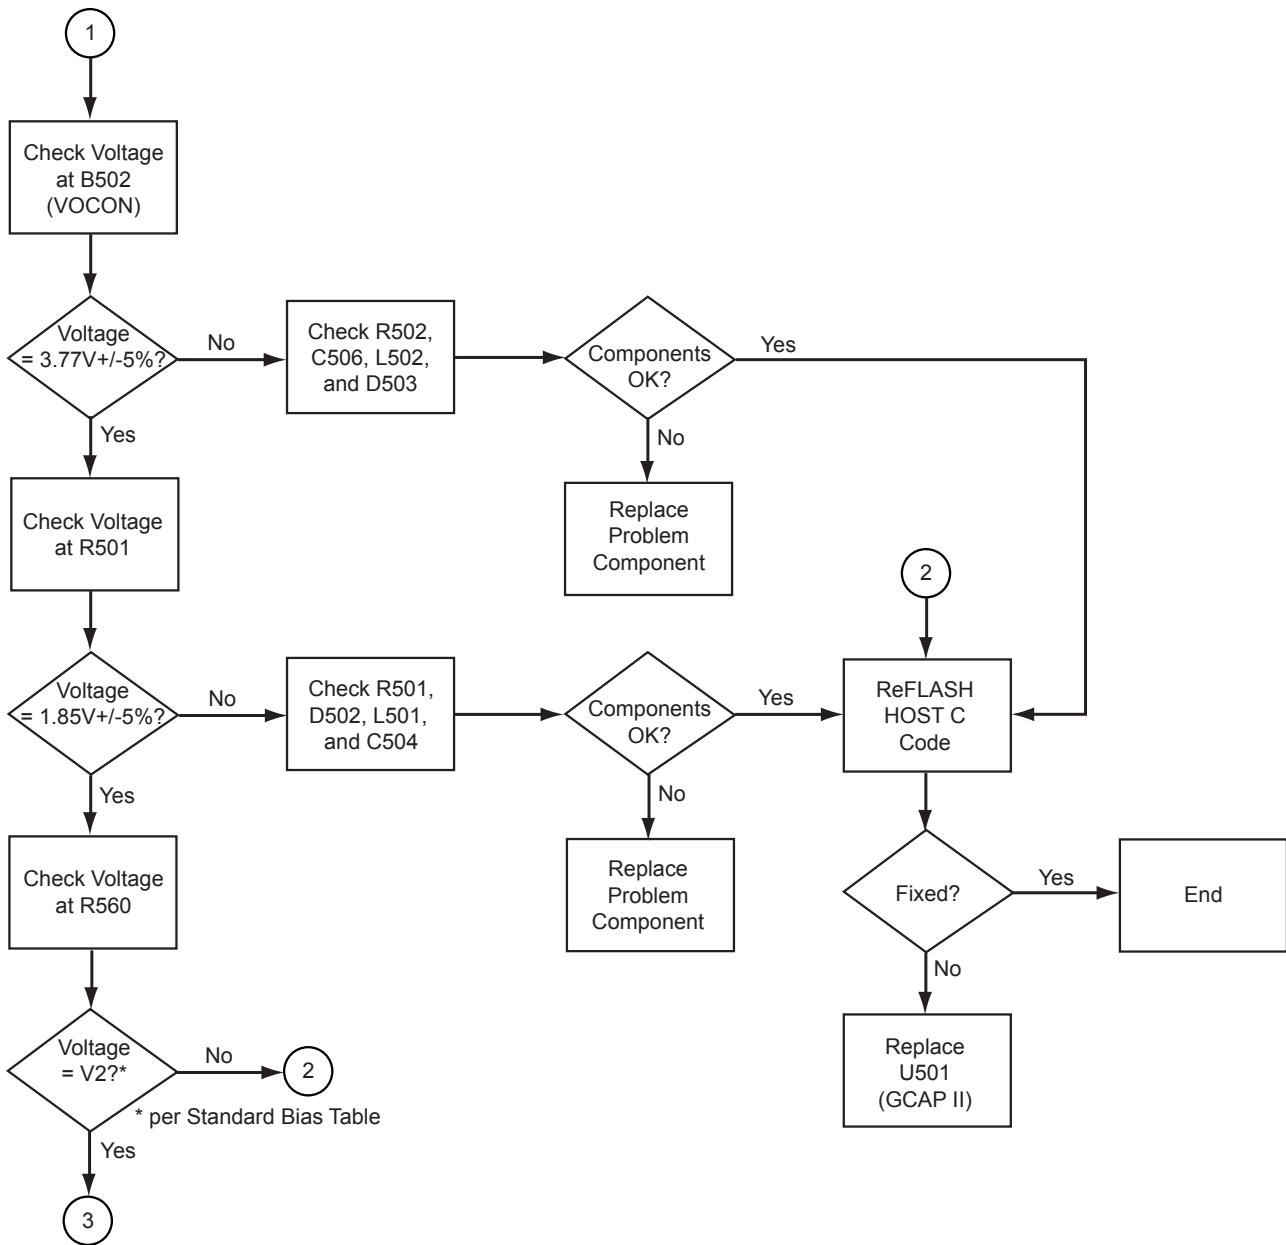 1
Check Voltage
at B502
(VOCON)
Voltage
= 3.77V+/-5%?
No
Check R502,
C506, L502,
and D503
Components
OK?
Yes
Yes
No
Check Voltage
at R501
Replace
Problem
Component
2
Voltage
= 1.85V+/-5%?
No
Check R501,
D502, L501,
and C504
Components
OK?
Yes
ReFLASH
HOST C
Code
Yes
No
Check Voltage
at R560
Replace
Problem
Component
Fixed?
Yes
End
No
Voltage
= V2?*
No
2
* per Standard Bias Table
Replace
U501
(GCAP II)
Yes
3